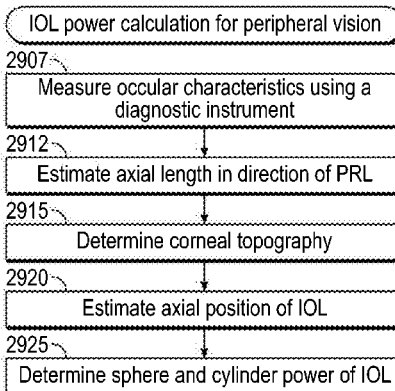 IOL power calculation for peripheral vision
2907
Measure occular characteristics using a
diagnostic instrument
2912
Estimate axial length in direction of PRL
2915
Determine corneal topography
2920
Estimate axial position of IOL
2925
Determine sphere and cylinder power of IOL